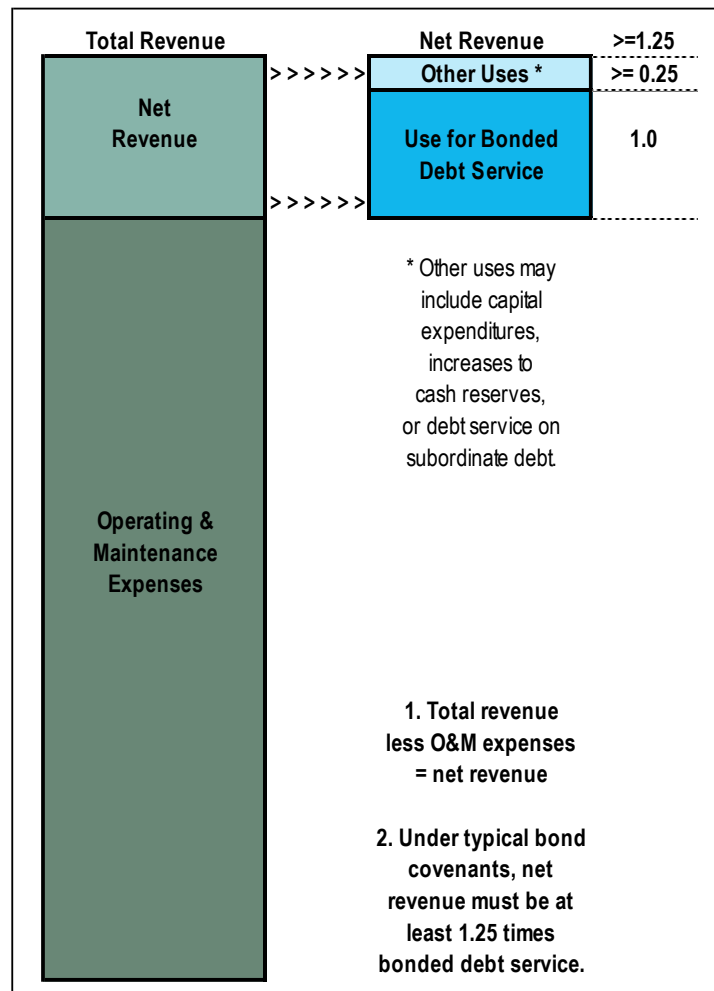 Total Revenue
Net Revenue
>=1.25
> > > > > >
Other Uses *
>= 0.25
Net
Revenue
Use for Bonded
Debt Service
1.0
> > > > > >
* Other uses may
include capital
expenditures,
increases to
cash reserves,
or debt service on
subordinate debt.
Operating &
Maintenance
Expenses
1. Total revenue
less O&M expenses
= net revenue
2. Under typical bond
covenants, net
revenue must be at
least 1.25 times
bonded debt service.